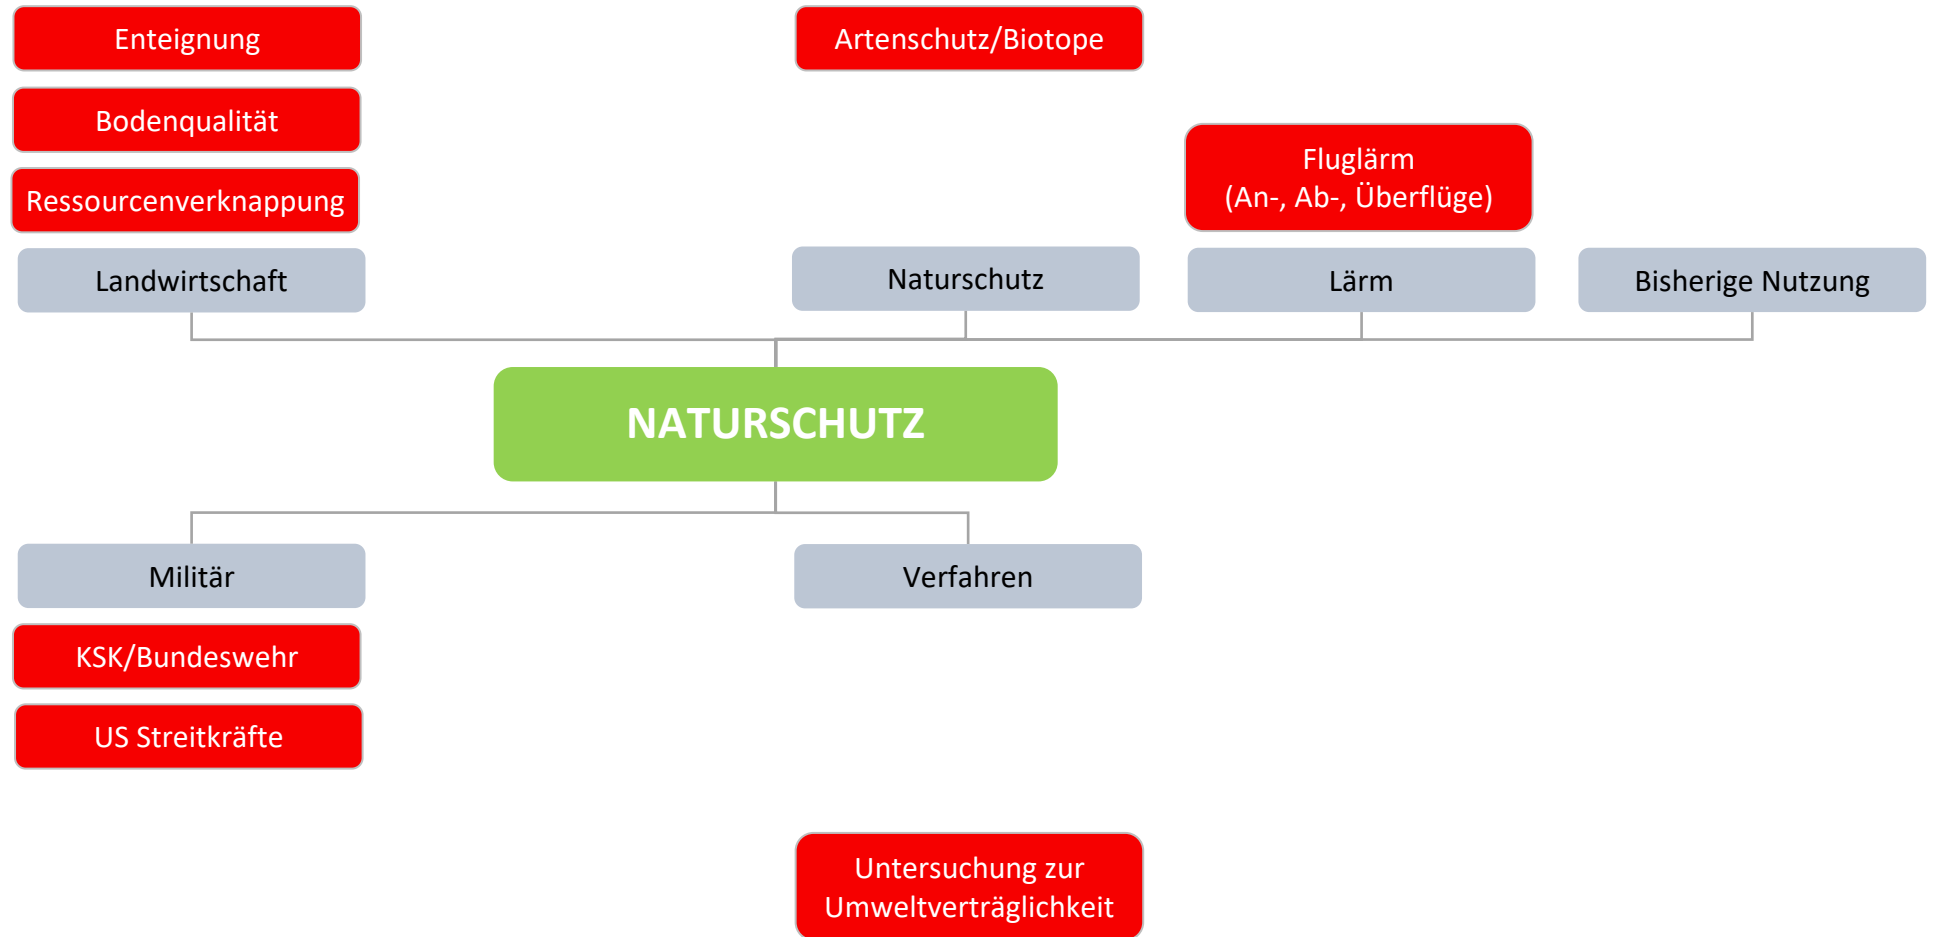 Enteignung
Artenschutz/Biotope
Bodenqualität
Fluglärm
(An-, Ab-, Überflüge)
Ressourcenverknappung
Landwirtschaft
Naturschutz
Lärm
Bisherige Nutzung
NATURSCHUTZ
Militär
Verfahren
KSK/Bundeswehr
US Streitkräfte
Untersuchung zur
Umweltverträglichkeit